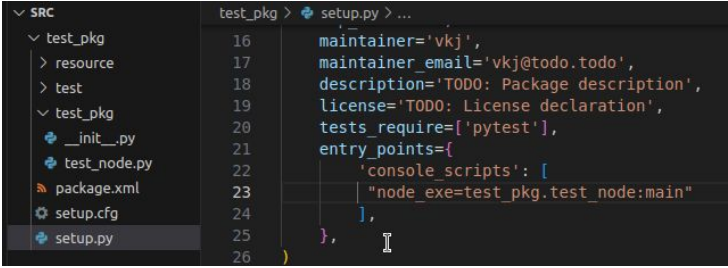 SRC
test_pkg
resource
test
test_pkg
__init__.py
test_node.py
package.xml
setup.cfg
setup.py
test_pkg > setup.py > ...
16 maintainer='vkj',
17 maintainer_email='vkj@todo.todo',
18 description='TODO: Package description',
19 license='TODO: License declaration',
20 tests_require=['pytest'],
21 entry_points={
22 'console_scripts': [
23 "node_exe=test_pkg.test_node:main"
24 ],
25 },
26 )